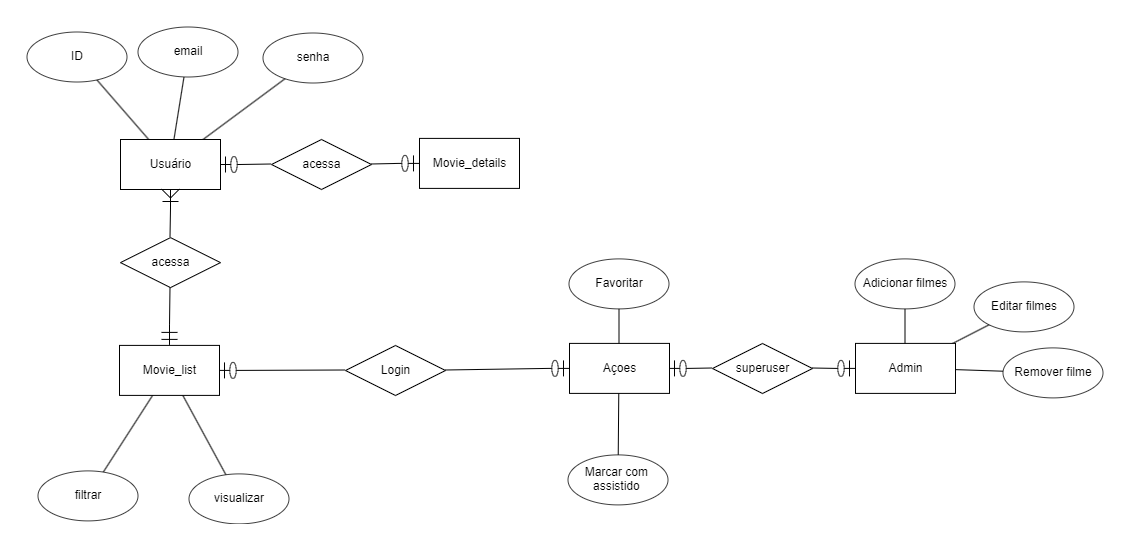 ID
email
senha
Usuário
acessa
Movie_details
acessa
Favoritar
Adicionar filmes
Editar filmes
Movie_list
Login
Açoes
superuser
Admin
Remover filme
filtrar
visualizar
Marcar com
assistido